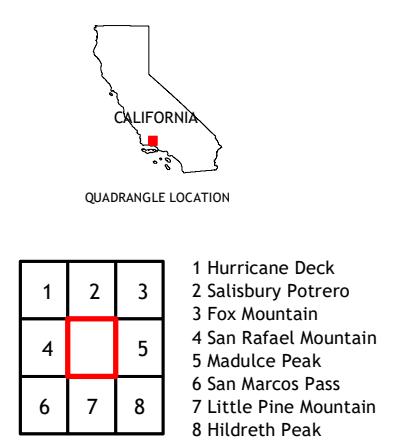 CALIFORNIA
QUADRANGLE LOCATION
1 2 3
4 5
6 7 8
1 Hurricane Deck
2 Salisbury Potrero
3 Fox Mountain
4 San Rafael Mountain
5 Madulce Peak
6 San Marcos Pass
7 Little Pine Mountain
8 Hildreth Peak